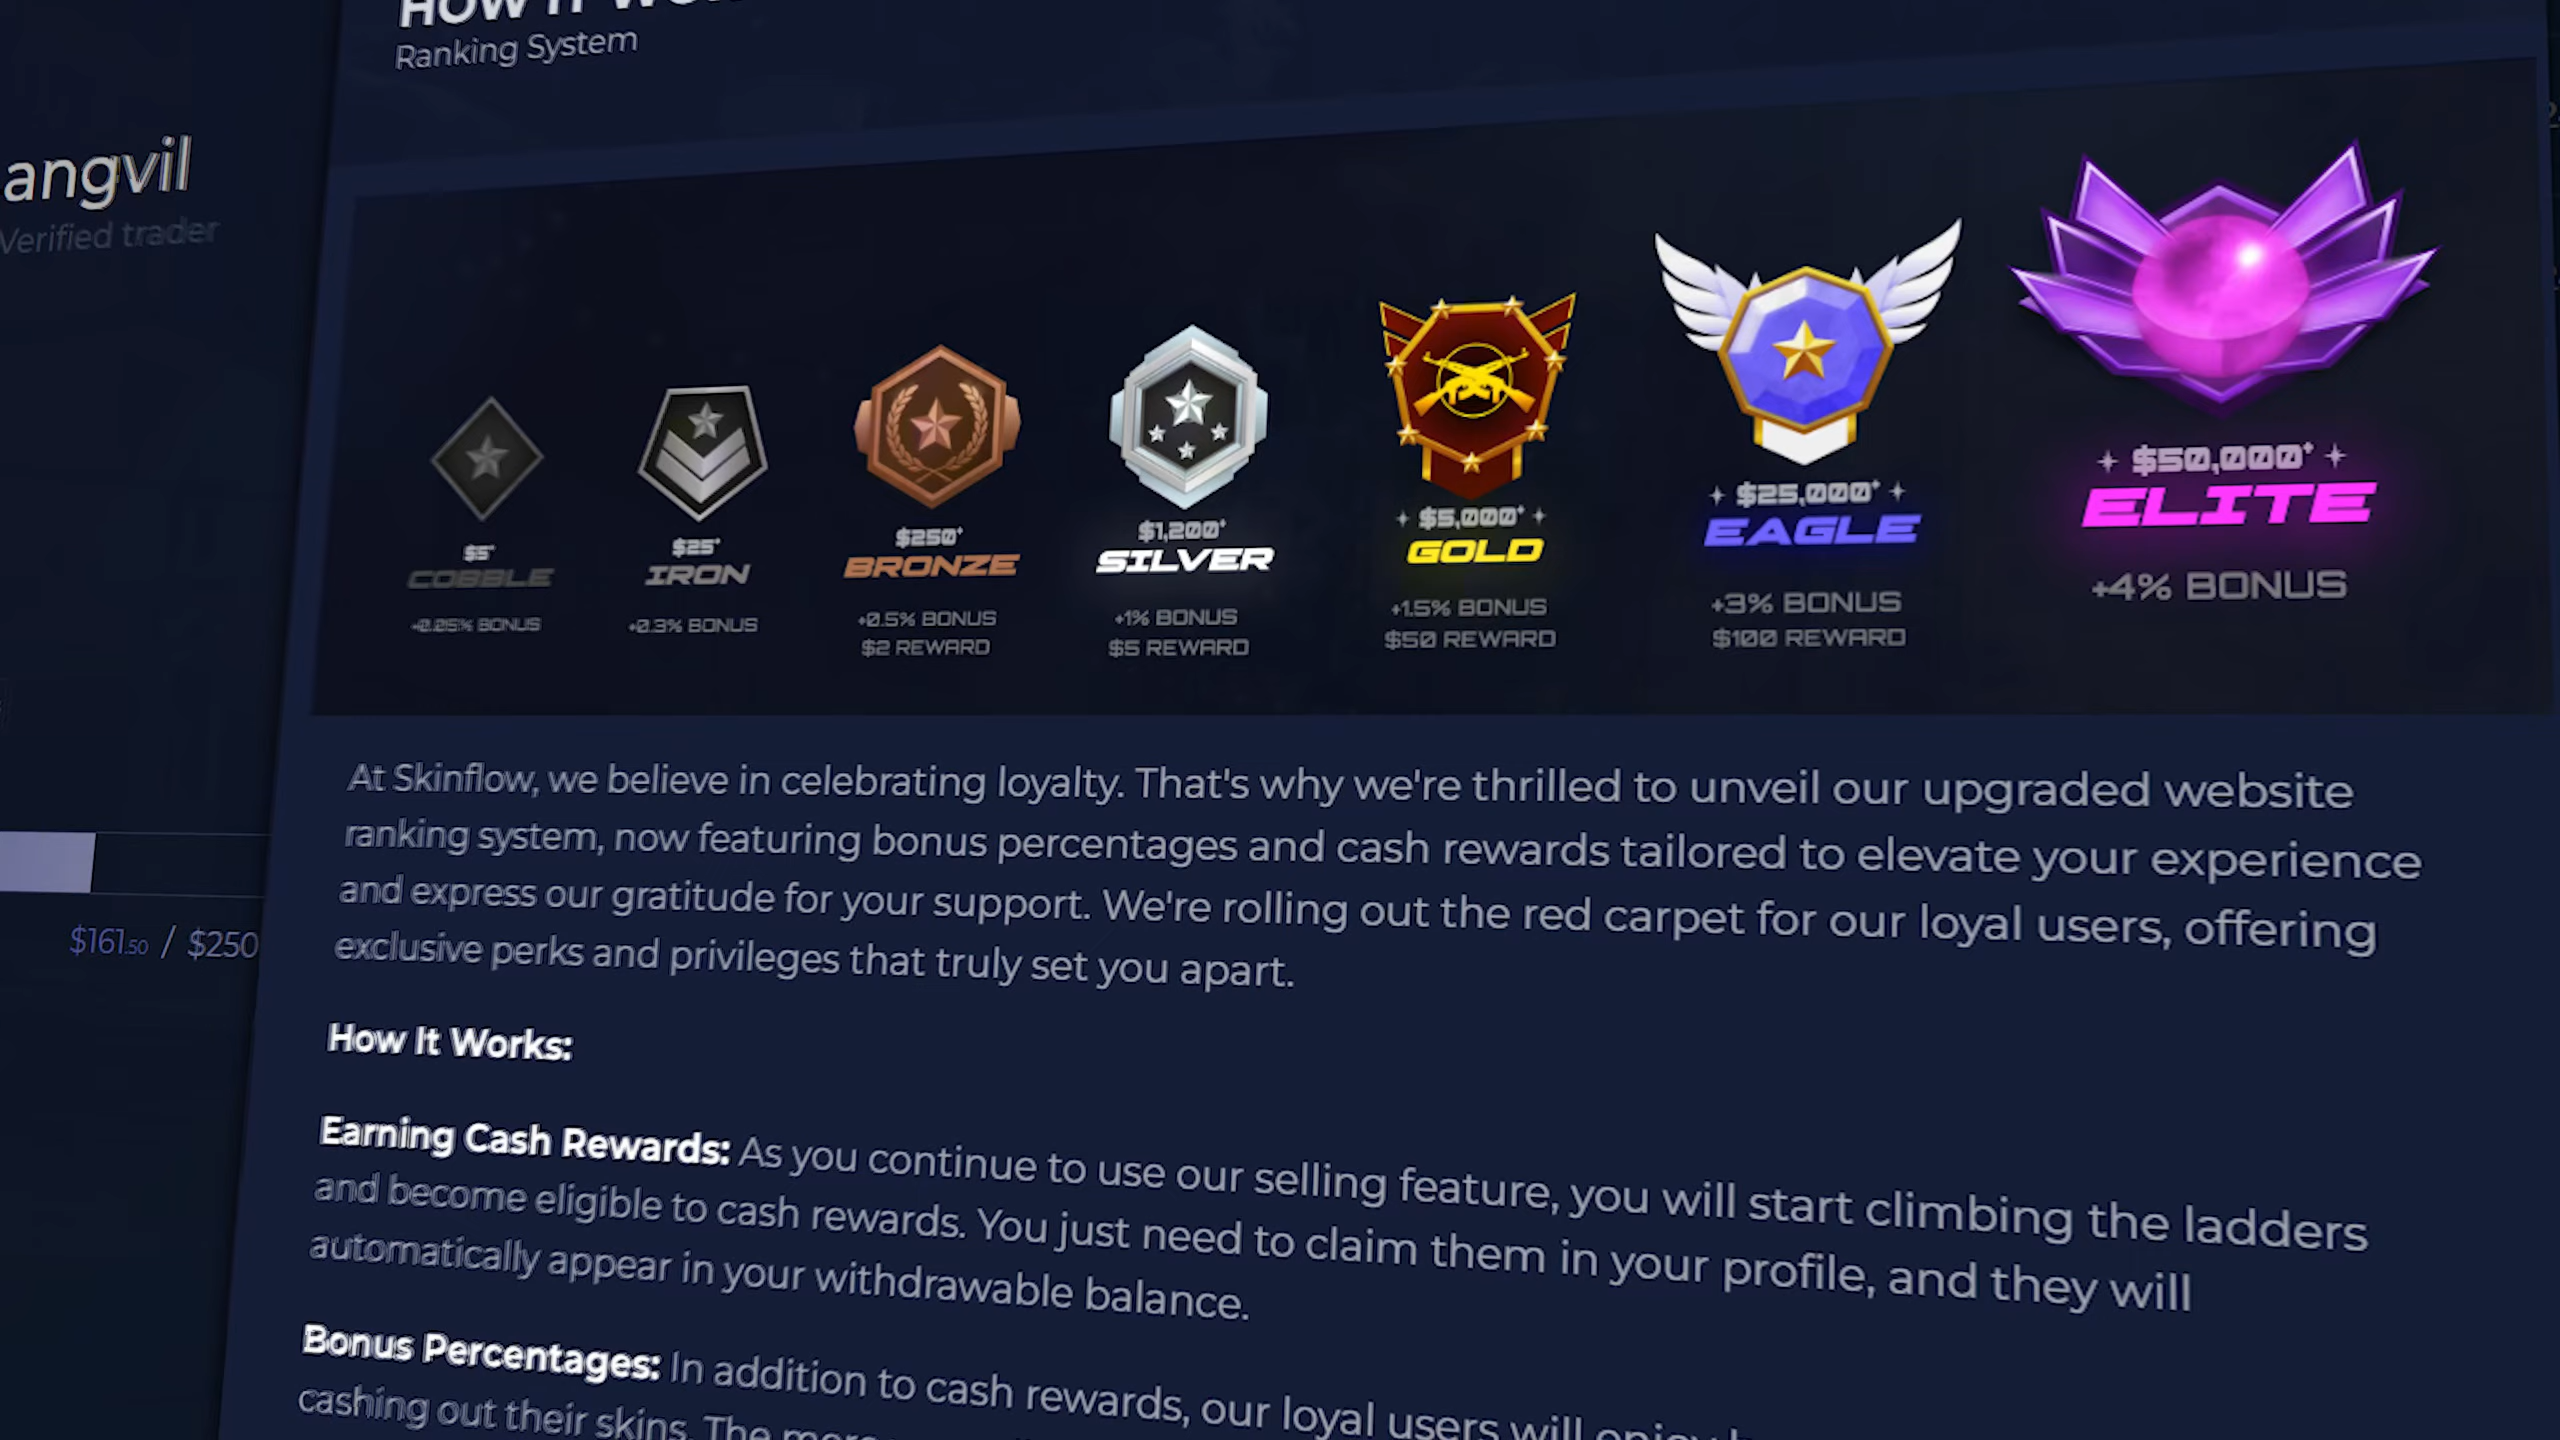 Ranking System
angvil
Verified trader
$5+
COBBLE
+0.05% BONUS
$25+
IRON
+0.3% BONUS
$250+
BRONZE
+0.5% BONUS
$2 REWARD
$1,200+
SILVER
+1% BONUS
$5 REWARD
$5,000+
GOLD
+1.5% BONUS
$50 REWARD
$25,000+
EAGLE
+3% BONUS
$100 REWARD
$50,000+
ELITE
+4% BONUS
$161.50 / $250
At Skinflow, we believe in celebrating loyalty. That's why we're thrilled to unveil our upgraded website
ranking system, now featuring bonus percentages and cash rewards tailored to elevate your experience
and express our gratitude for your support. We're rolling out the red carpet for our loyal users, offering
exclusive perks and privileges that truly set you apart.
How It Works:
Earning Cash Rewards: As you continue to use our selling feature, you will start climbing the ladders
and become eligible to cash rewards. You just need to claim them in your profile, and they will
automatically appear in your withdrawable balance.
Bonus Percentages: In addition to cash rewards, our loyal users will enjoy
cashing out their skins. The more